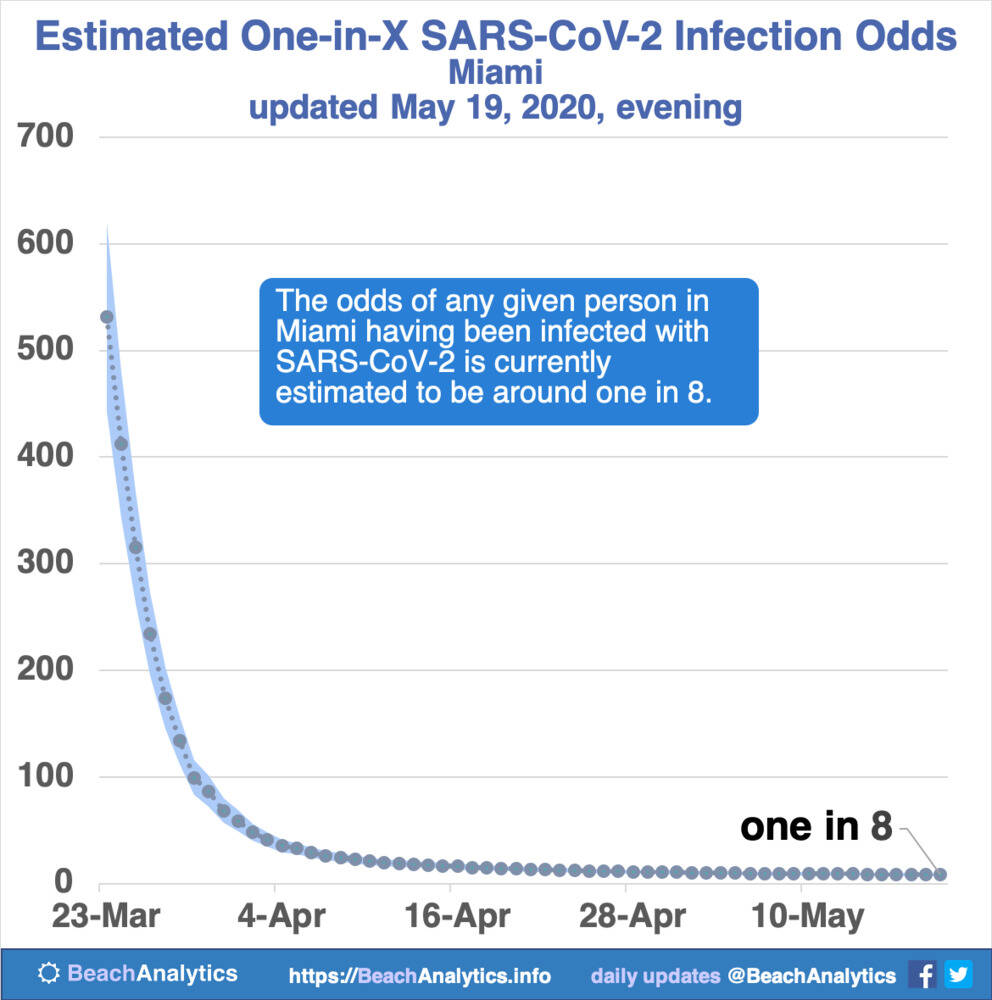 Estimated One-in-X SARS-CoV-2 Infection Odds
Miami
updated May 19, 2020, evening
700
600
The odds of any given person in
Miami having been infected with
SARS-CoV-2 is currently
estimated to be around one in 8.
500
400
300
200
100
one in 8
0
23-Mar 4-Apr 16-Apr 28-Apr 10-May
BeachAnalytics https://BeachAnalytics.info daily updates @BeachAnalytics